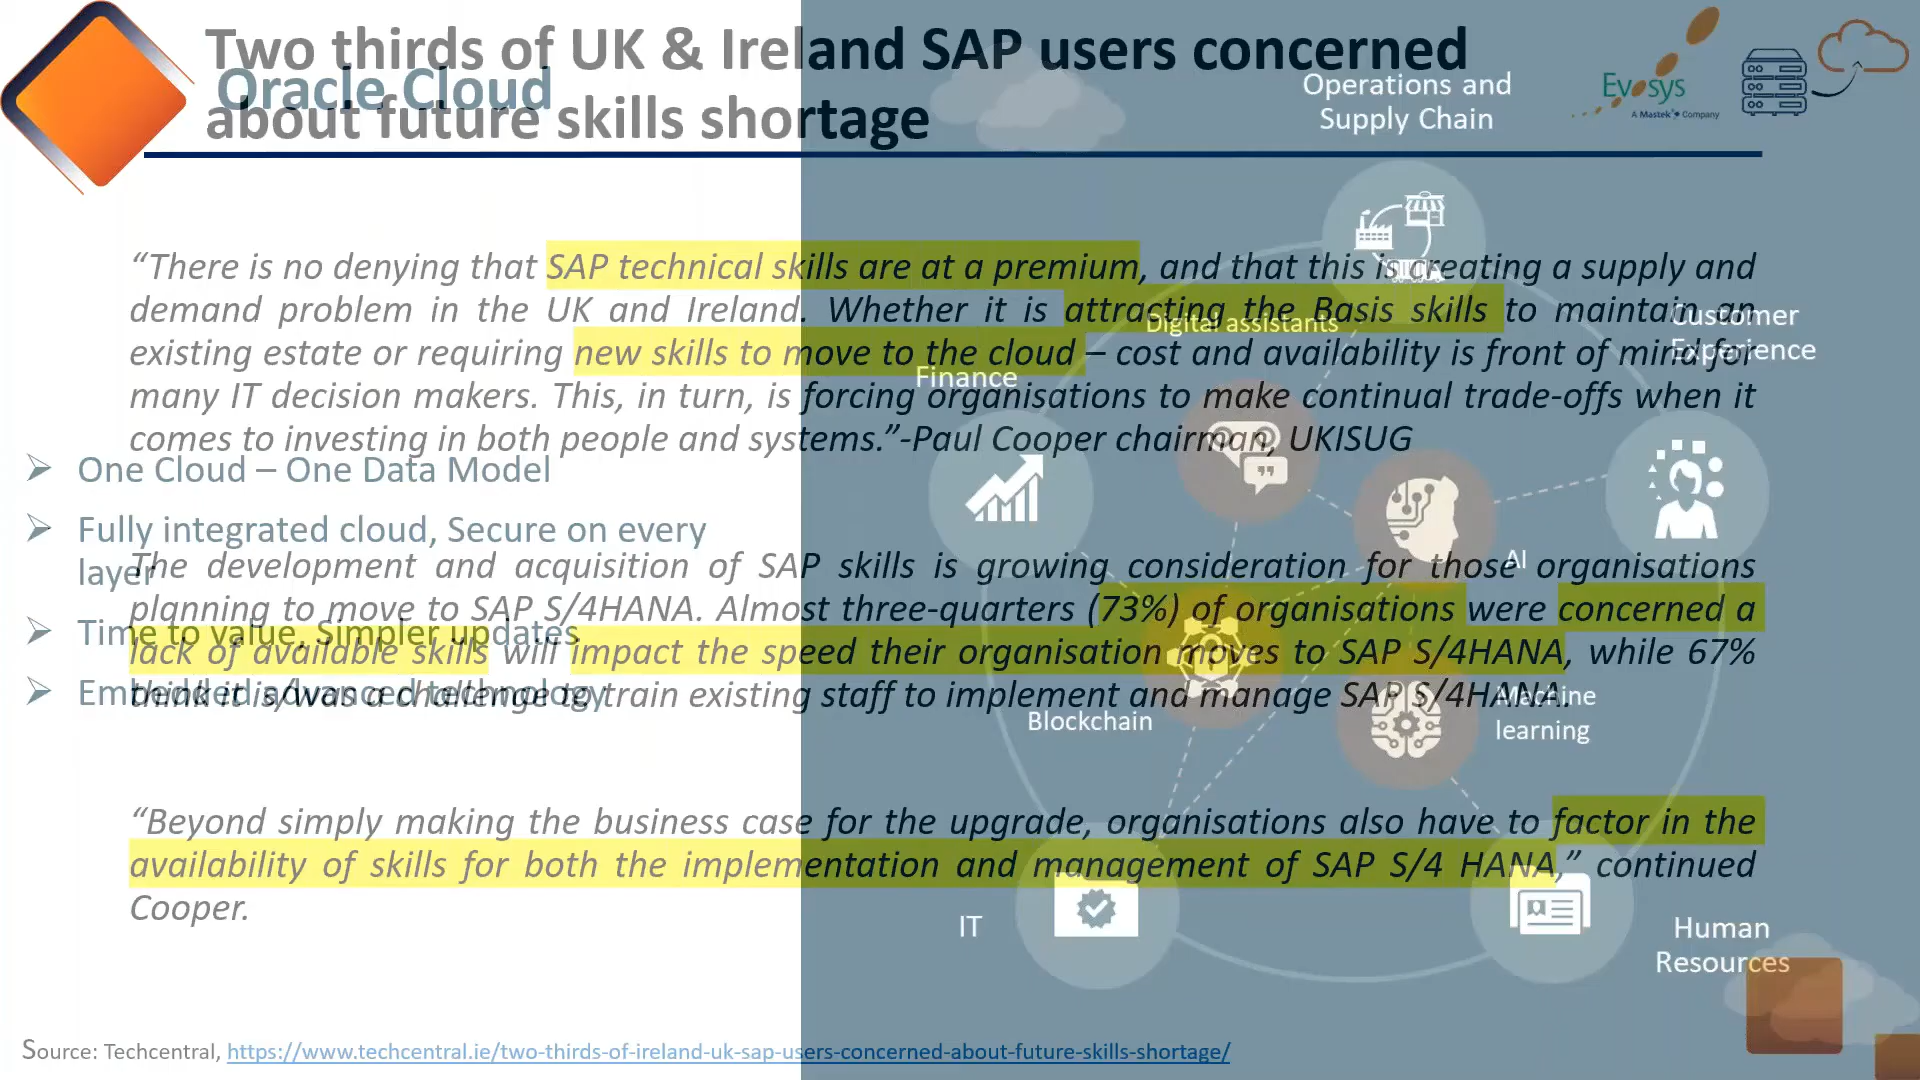 Two thirds of UK & Ireland SAP users concerned
about future skills shortage
Oracle Cloud
Operations and
Supply Chain
Evosys
A Mastek Company
“There is no denying that SAP technical skills are at a premium, and that this is creating a supply and
demand problem in the UK and Ireland. Whether it is attracting the Basis skills to maintain an
existing estate or requiring new skills to move to the cloud – cost and availability is front of mind for
many IT decision makers. This, in turn, is forcing organisations to make continual trade-offs when it
comes to investing in both people and systems.”-Paul Cooper chairman, UKISUG
Digital assistants
Customer
Experience
Finance
One Cloud – One Data Model
Fully integrated cloud, Secure on every
layer
Time to value, Simpler updates
Embedded advanced technology
The development and acquisition of SAP skills is growing consideration for those organisations
planning to move to SAP S/4HANA. Almost three-quarters (73%) of organisations were concerned a
lack of available skills will impact the speed their organisation moves to SAP S/4HANA, while 67%
think it is/was a challenge to train existing staff to implement and manage SAP S/4HANA.
AI
Blockchain
Machine
learning
“Beyond simply making the business case for the upgrade, organisations also have to factor in the
availability of skills for both the implementation and management of SAP S/4 HANA,” continued
Cooper.
IT
Human
Resources
Source: Techcentral, https://www.techcentral.ie/two-thirds-of-ireland-uk-sap-users-concerned-about-future-skills-shortage/